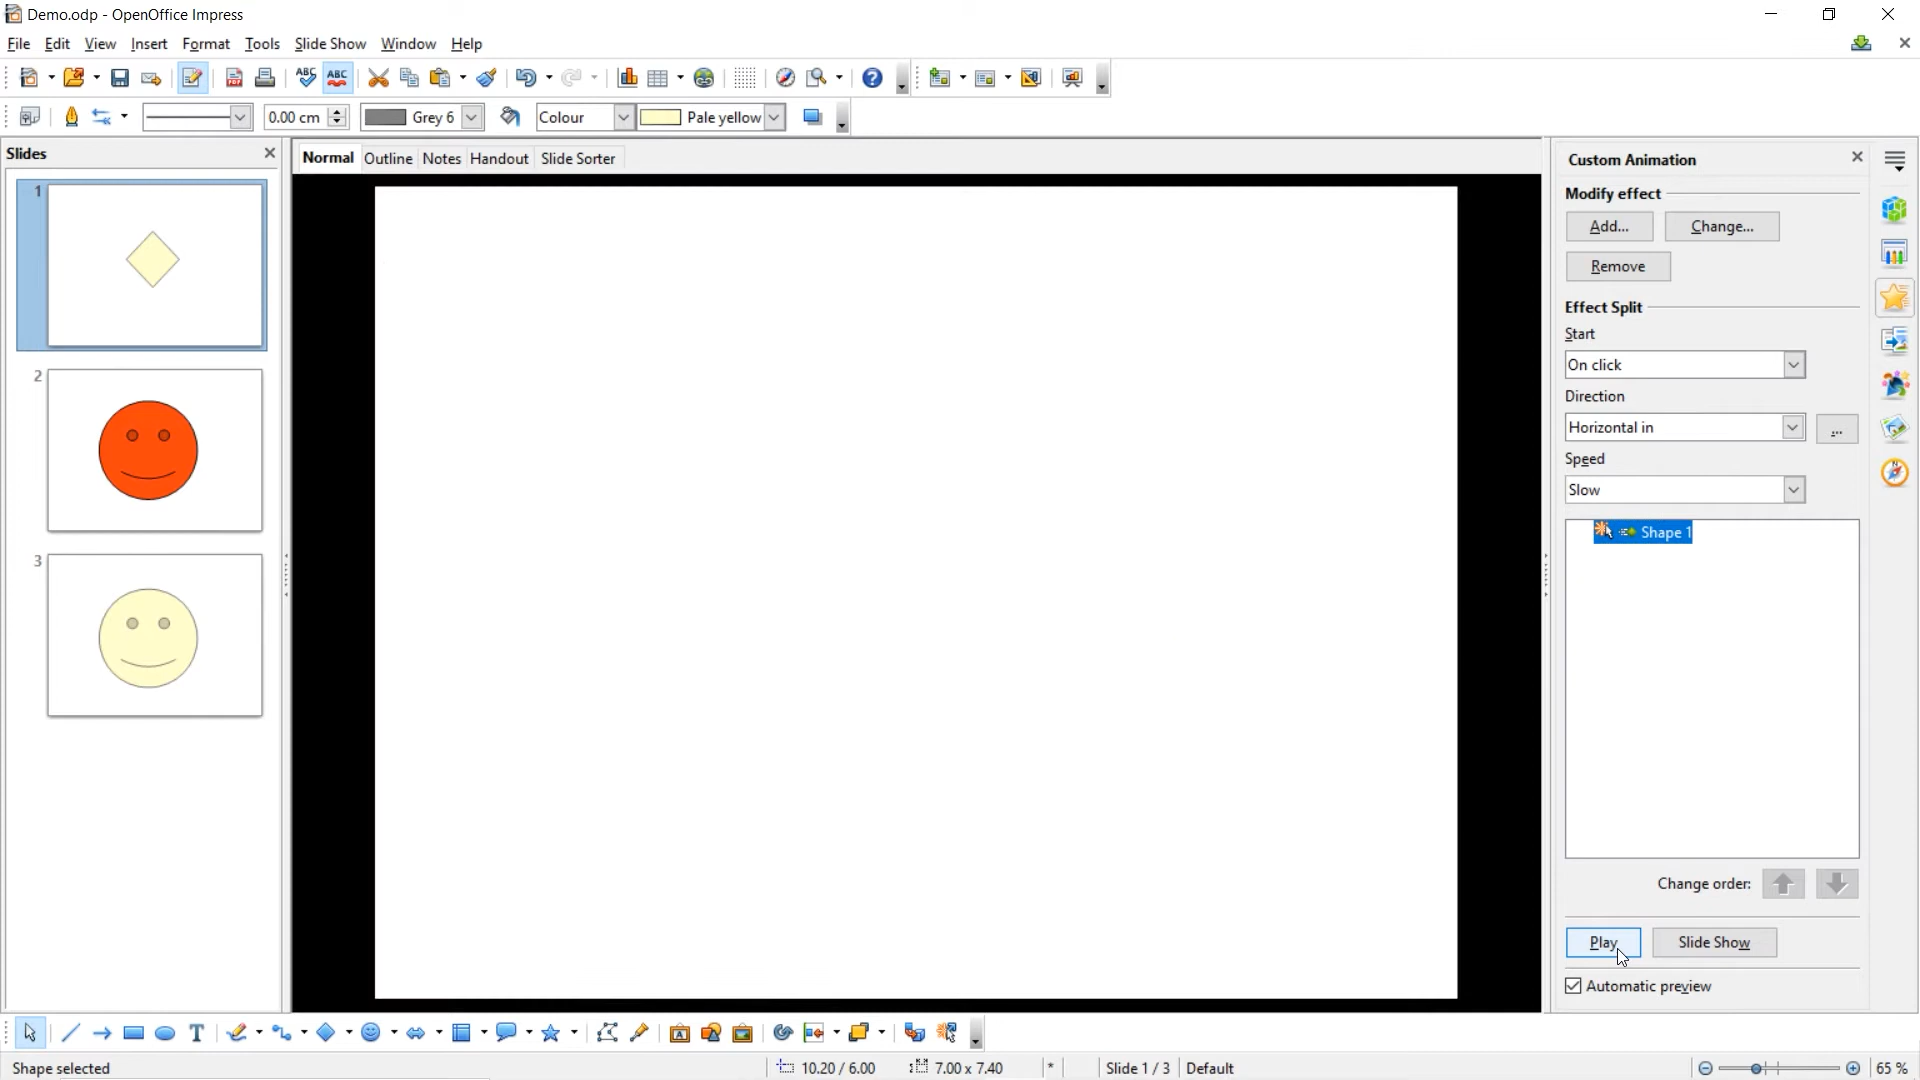 Demo.odp - OpenOffice Impress
File Edit View Insert Format Tools Slide Show Window Help
0.00 cm Grey 6 Colour Pale yellow
Slides
Normal Outline Notes Handout Slide Sorter
Custom Animation
Modify effect
Add... Change...
Remove
Effect Split
Start
On click
Direction
Horizontal in ...
Speed
Slow
Shape 1
Change order:
Play Slide Show
Automatic preview
1
2
3
Shape selected 10.20 / 6.00 7.00 x 7.40 * Slide 1 / 3 Default 65 %